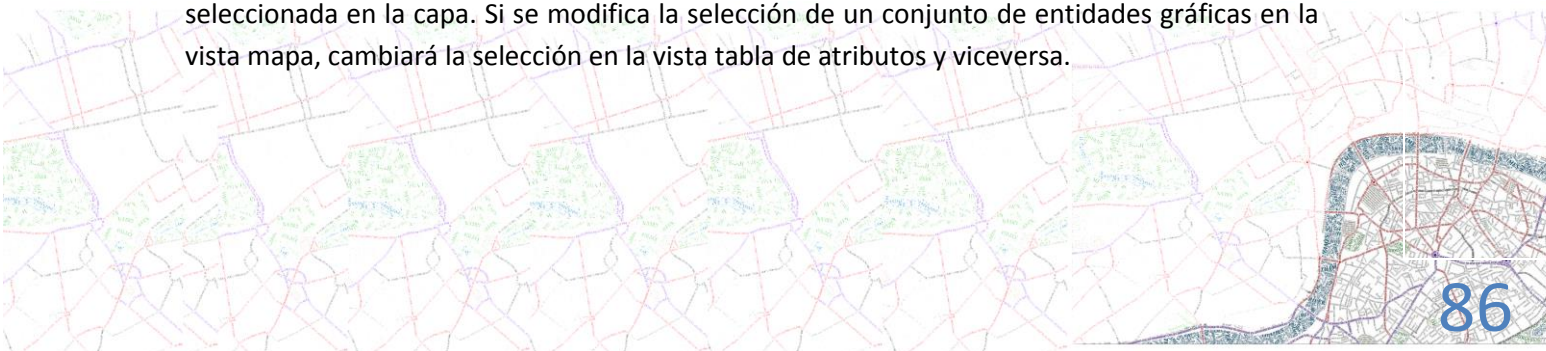 seleccionada en la capa. Si se modifica la selección de un conjunto de entidades gráficas en la
vista mapa, cambiará la selección en la vista tabla de atributos y viceversa.
86